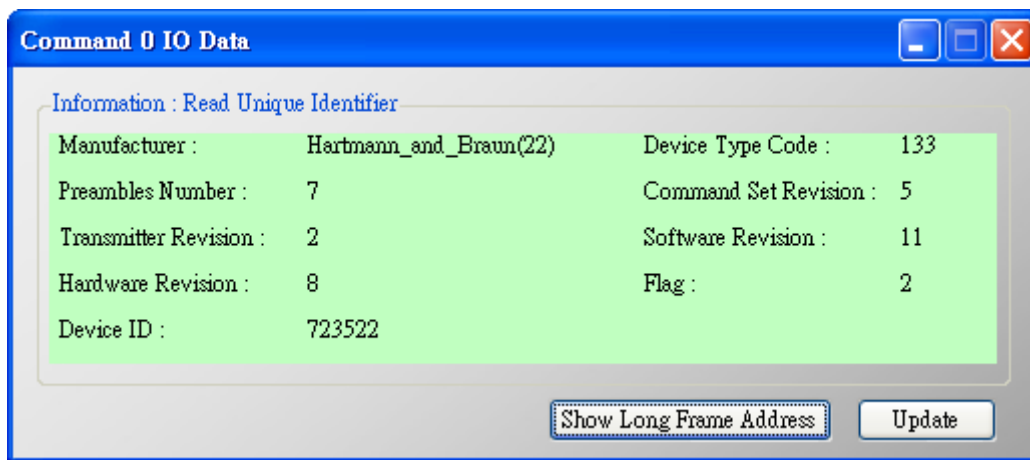 Command 0 IO Data
Information : Read Unique Identifier
Manufacturer : Hartmann_and_Braun(22) Device Type Code : 133
Preambles Number : 7 Command Set Revision : 5
Transmitter Revision : 2 Software Revision : 11
Hardware Revision : 8 Flag : 2
Device ID : 723522
Show Long Frame Address Update